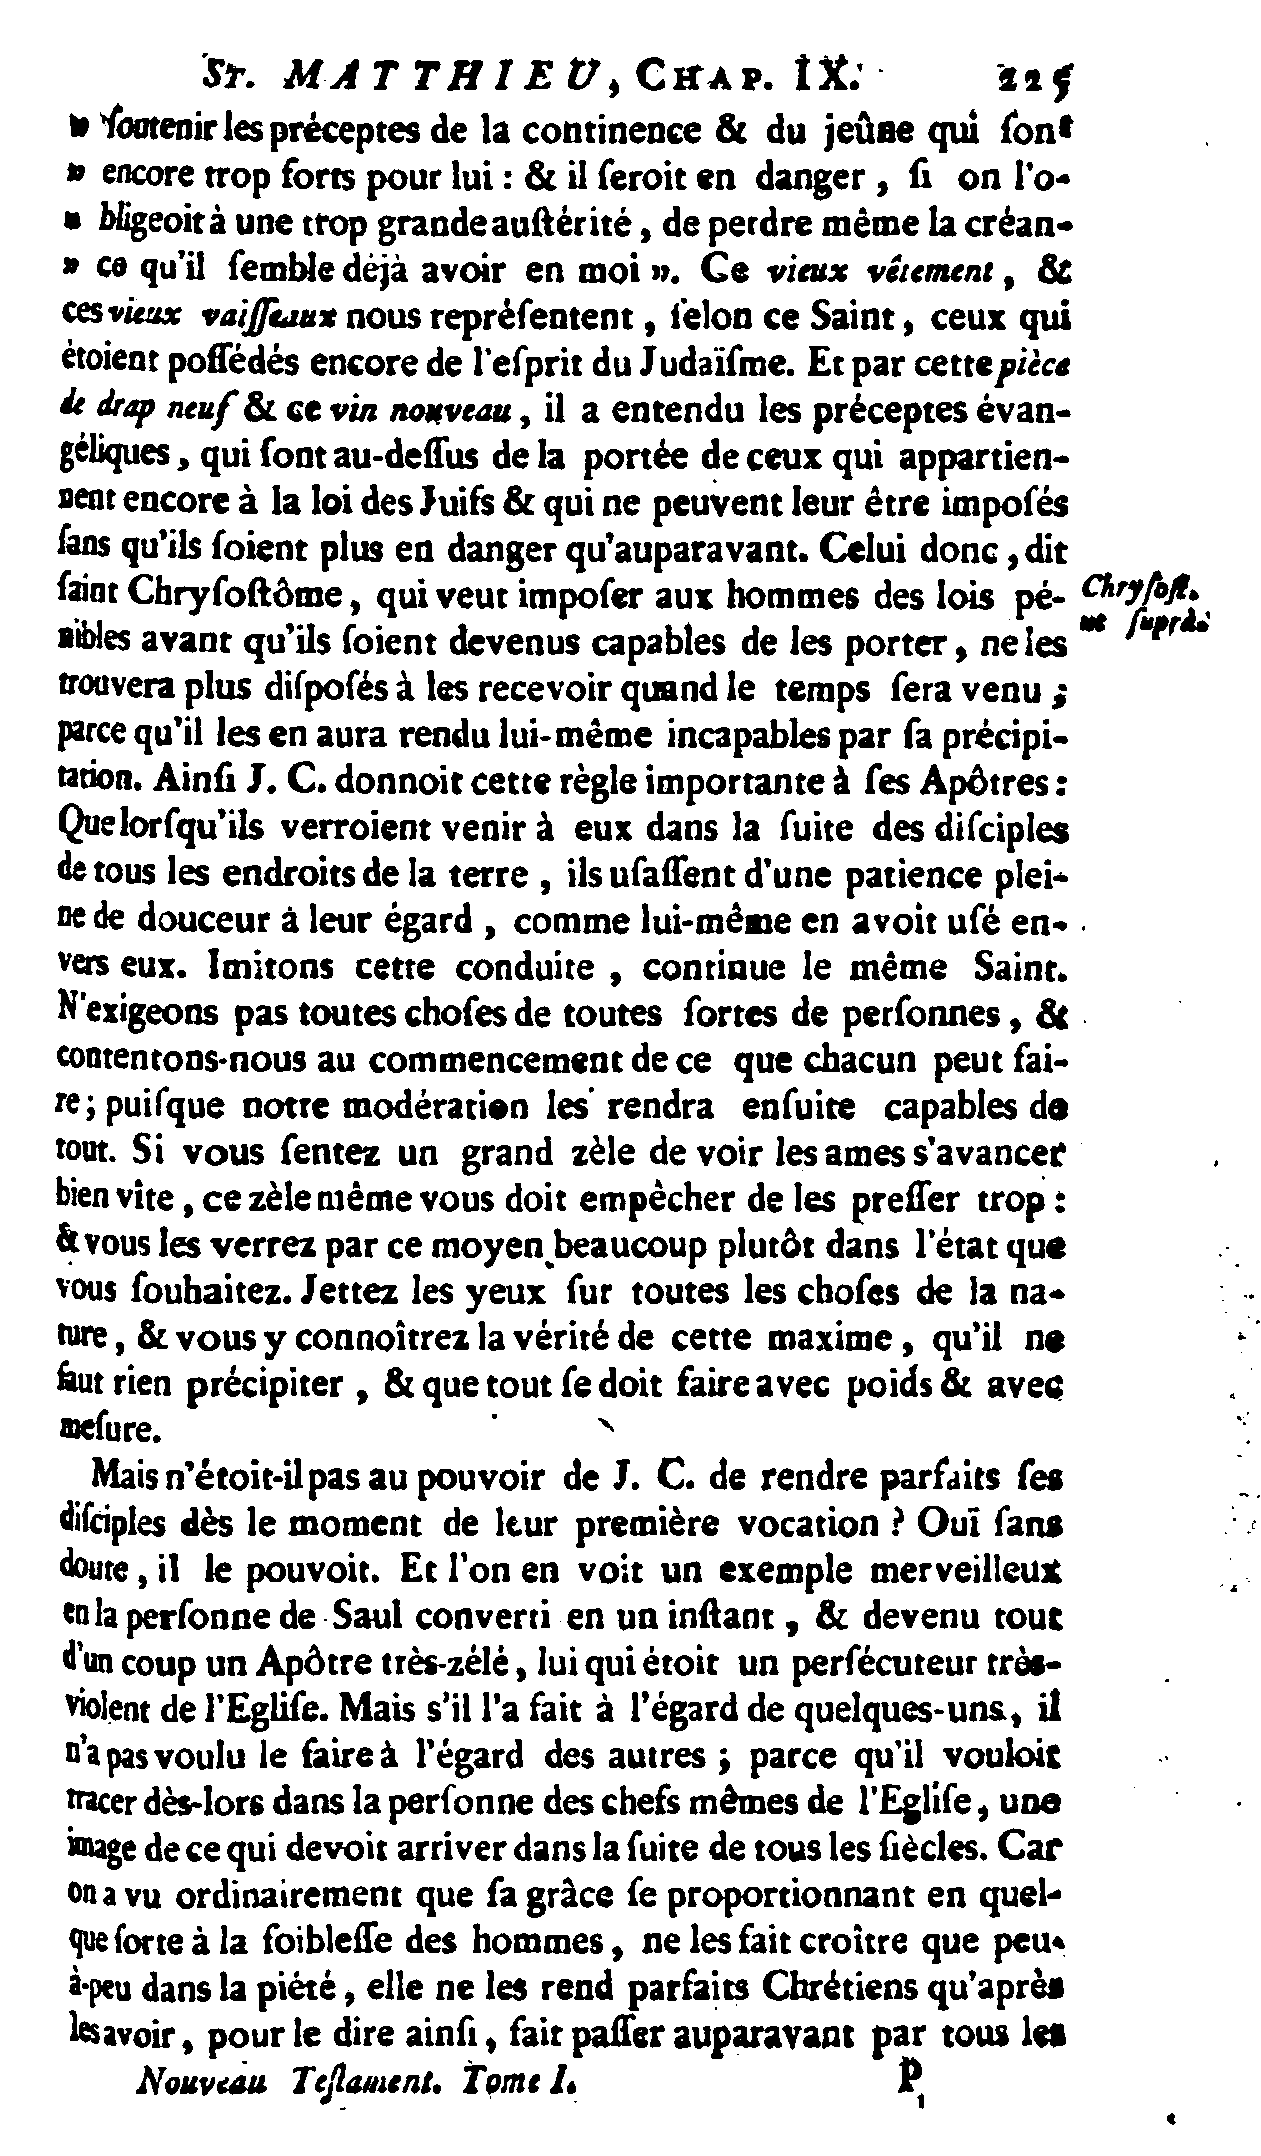 St. MATTHIEU, CHAP. IX. 225
» ſoutenir les préceptes de la continence & du jeûne qui ſont
» encore trop forts pour lui : & il ſeroit en danger , ſi on l'o-
» bligeoit à une trop grande auſtérité , de perdre même la créan-
» ce qu'il ſemble déjà avoir en moi ». Ce vieux vêtement , &
ces vieux vaiſſeaux nous repréſentent , ſelon ce Saint , ceux qui
étoient poſſédés encore de l'eſprit du Judaïſme. Et par cette pièce
de drap neuf & ce vin nouveau , il a entendu les préceptes évan-
géliques , qui ſont au-deſſus de la portée de ceux qui appartien-
nent encore à la loi des Juifs & qui ne peuvent leur être impoſés
ſans qu'ils ſoient plus en danger qu'auparavant. Celui donc , dit
ſaint Chryſoſtôme , qui veut impoſer aux hommes des lois pé-
Chryſoſt.
nibles avant qu'ils ſoient devenus capables de les porter , ne les
ut ſuprà.
trouvera plus diſpoſés à les recevoir quand le temps ſera venu ;
parce qu'il les en aura rendu lui-même incapables par ſa précipi-
tation. Ainſi J. C. donnoit cette règle importante à ſes Apôtres :
Que lorſqu'ils verroient venir à eux dans la ſuite des diſciples
de tous les endroits de la terre , ils uſaſſent d'une patience plei-
ne de douceur à leur égard , comme lui-même en avoit uſé en-
vers eux. Imitons cette conduite , continue le même Saint.
N'exigeons pas toutes choſes de toutes ſortes de perſonnes , &
contentons-nous au commencement de ce que chacun peut fai-
re ; puiſque notre modération les rendra enſuite capables de
tout. Si vous ſentez un grand zèle de voir les ames s'avancer
bien vîte , ce zèle même vous doit empêcher de les preſſer trop :
& vous les verrez par ce moyen beaucoup plutôt dans l'état que
vous ſouhaitez. Jettez les yeux ſur toutes les choſes de la na-
ture , & vous y connoîtrez la vérité de cette maxime , qu'il ne
faut rien précipiter , & que tout ſe doit faire avec poids & avec
meſure.
Mais n'étoit-il pas au pouvoir de J. C. de rendre parfaits ſes
diſciples dès le moment de leur première vocation ? Ouï ſans
doute , il le pouvoit. Et l'on en voit un exemple merveilleux
en la perſonne de Saul converti en un inſtant , & devenu tout
d'un coup un Apôtre très-zélé , lui qui étoit un perſécuteur très-
violent de l'Egliſe. Mais s'il l'a fait à l'égard de quelques-uns , il
n'a pas voulu le faire à l'égard des autres ; parce qu'il vouloit
tracer dès-lors dans la perſonne des chefs mêmes de l'Egliſe , une
image de ce qui devoit arriver dans la ſuite de tous les ſiècles. Car
on a vu ordinairement que ſa grâce ſe proportionnant en quel-
que ſorte à la foibleſſe des hommes , ne les fait croître que peu-
à-peu dans la piété , elle ne les rend parfaits Chrétiens qu'après
les avoir , pour le dire ainſi , fait paſſer auparavant par tous les
Nouveau Teſtament. Tome I. P